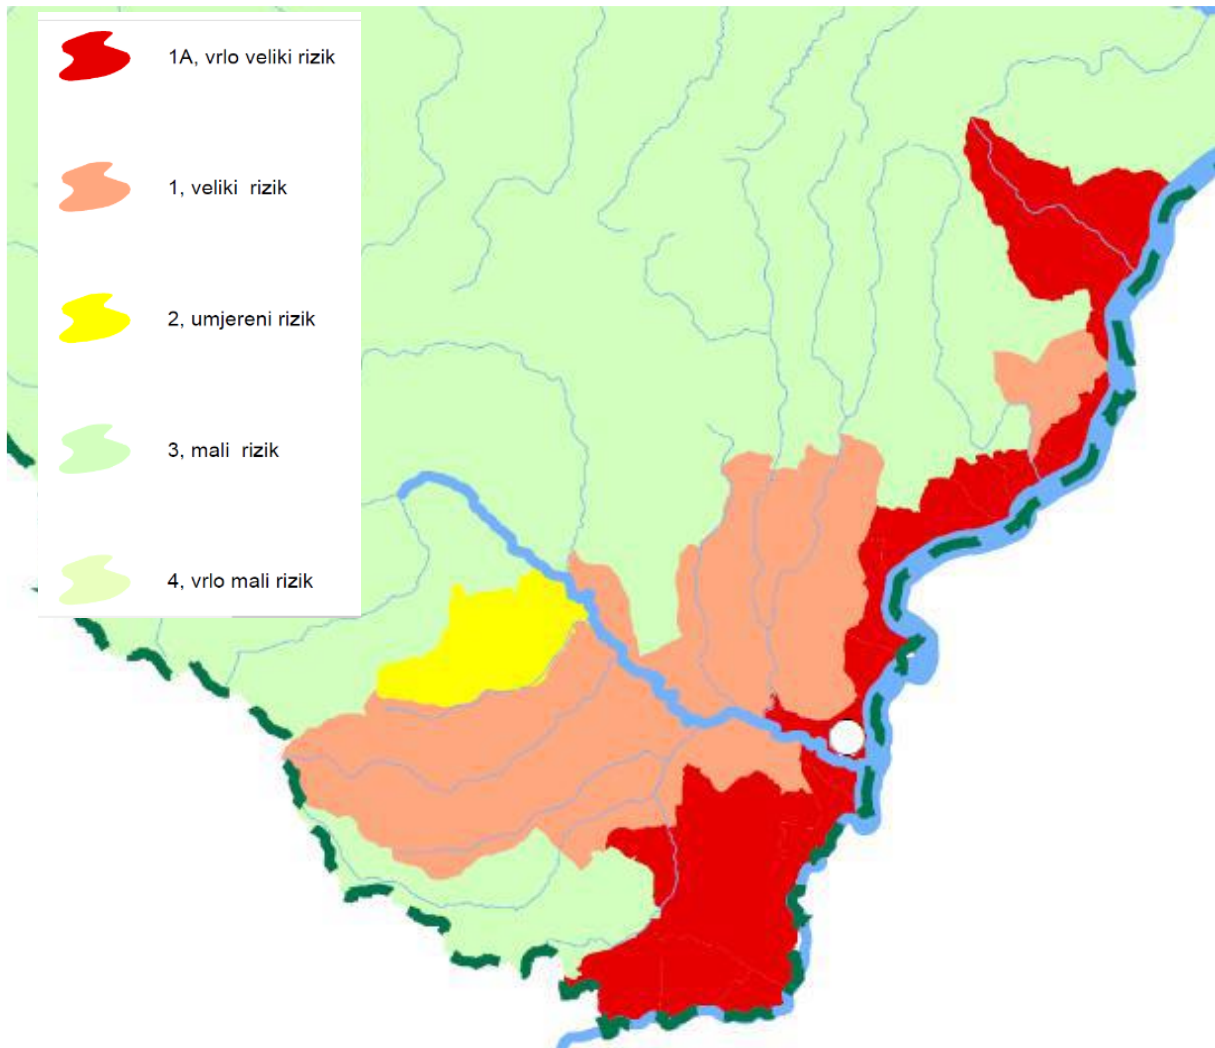 1A, vrlo veliki rizik
1, veliki rizik
2, umjereni rizik
3, mali rizik
4, vrlo mali rizik